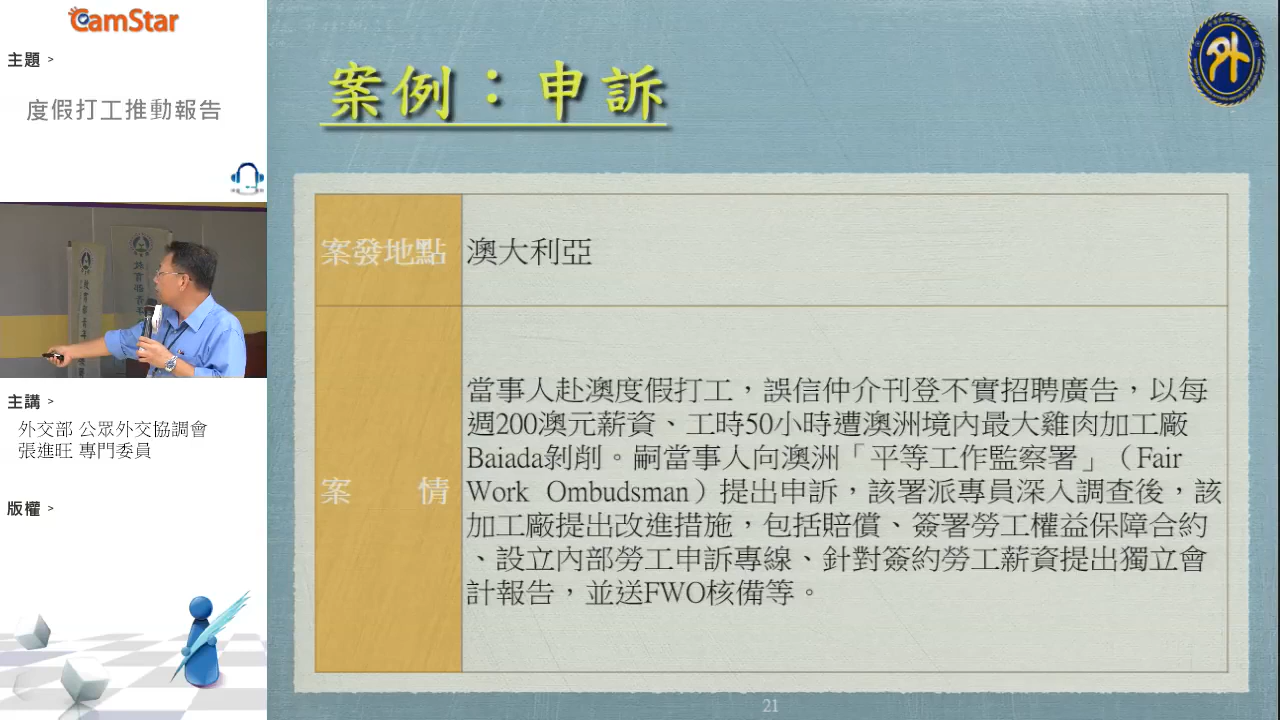 CamStar
主題 >
度假打工推動報告
主講 >
外交部 公眾外交協調會
張進旺 專門委員
版權 >
案例：申訴
案發地點
澳大利亞
案 情
當事人赴澳度假打工，誤信仲介刊登不實招聘廣告，以每
週200澳元薪資、工時50小時遭澳洲境內最大雞肉加工廠
Baiada剝削。嗣當事人向澳洲「平等工作監察署」（Fair
Work Ombudsman）提出申訴，該署派專員深入調查後，該
加工廠提出改進措施，包括賠償、簽署勞工權益保障合約
、設立內部勞工申訴專線、針對簽約勞工薪資提出獨立會
計報告，並送FWO核備等。
21
外